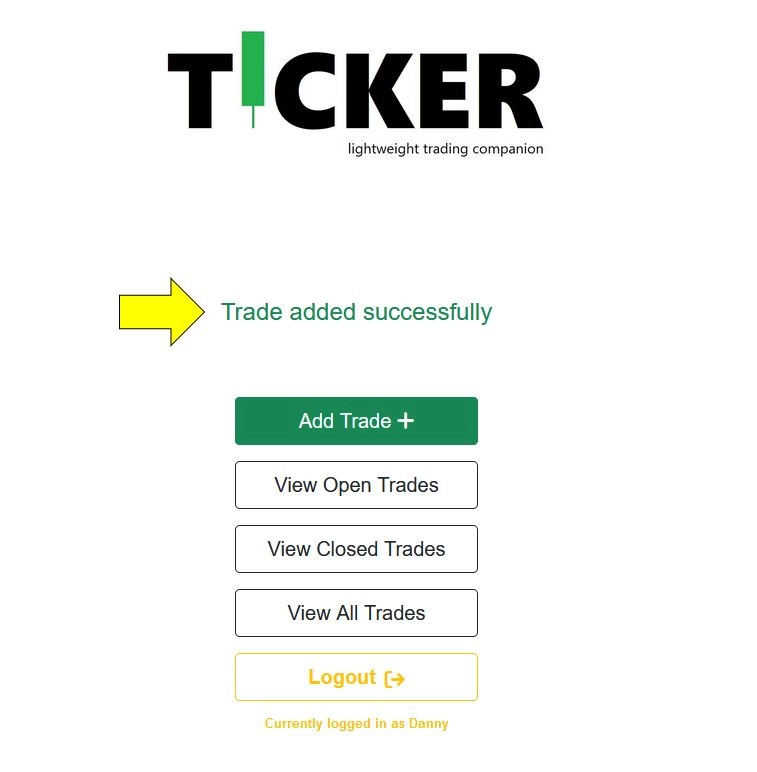 TICKER
lightweight trading companion
Trade added successfully
Add Trade
View Open Trades
View Closed Trades
View All Trades
Logout
Currently logged in as Danny